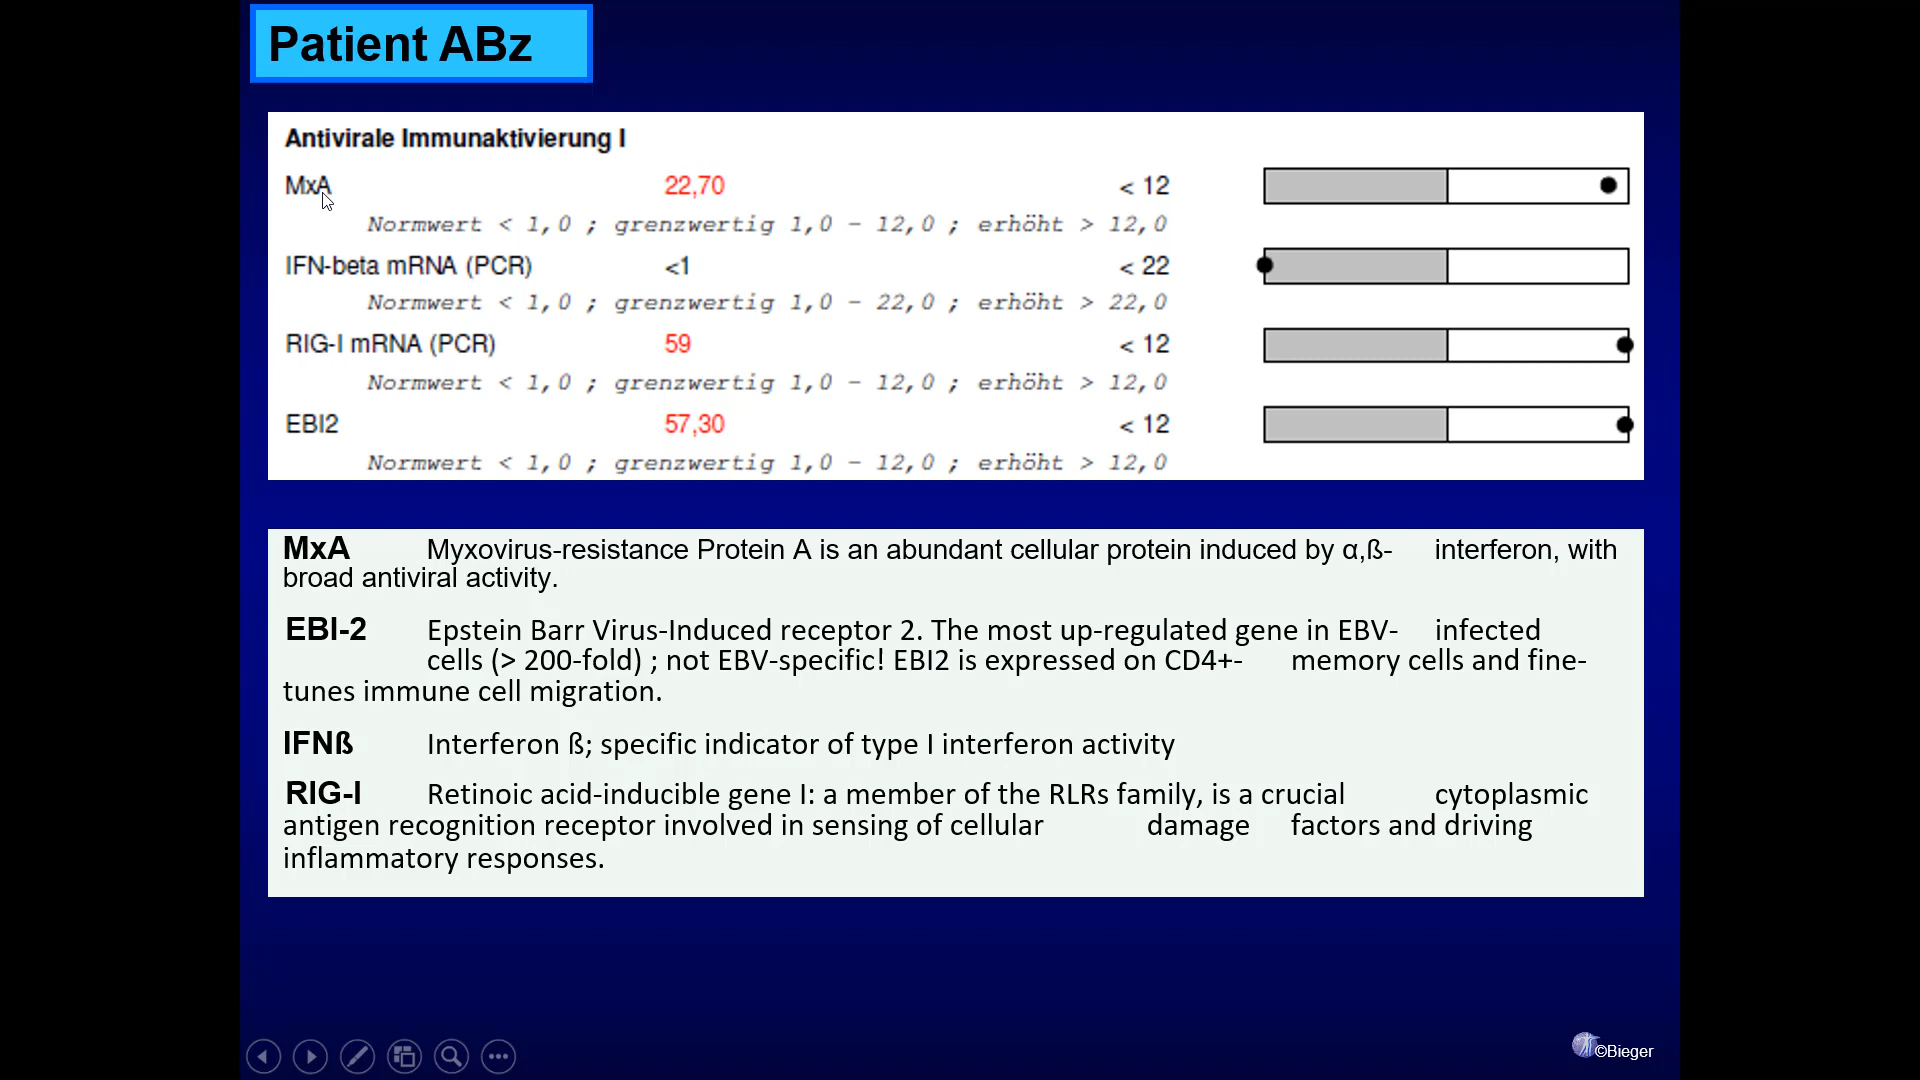 Patient ABz
Antivirale Immunaktivierung I
MxA 22,70 < 12
Normwert < 1,0 ; grenzwertig 1,0 - 12,0 ; erhöht > 12,0
IFN-beta mRNA (PCR) <1 < 22
Normwert < 1,0 ; grenzwertig 1,0 - 22,0 ; erhöht > 22,0
RIG-I mRNA (PCR) 59 < 12
Normwert < 1,0 ; grenzwertig 1,0 - 12,0 ; erhöht > 12,0
EBI2 57,30 < 12
Normwert < 1,0 ; grenzwertig 1,0 - 12,0 ; erhöht > 12,0
MxA Myxovirus-resistance Protein A is an abundant cellular protein induced by α,ß- interferon, with
broad antiviral activity.
EBI-2 Epstein Barr Virus-Induced receptor 2. The most up-regulated gene in EBV- infected
cells (> 200-fold) ; not EBV-specific! EBI2 is expressed on CD4+- memory cells and fine-
tunes immune cell migration.
IFNß Interferon ß; specific indicator of type I interferon activity
RIG-I Retinoic acid-inducible gene I: a member of the RLRs family, is a crucial cytoplasmic
antigen recognition receptor involved in sensing of cellular damage factors and driving
inflammatory responses.
©Bieger